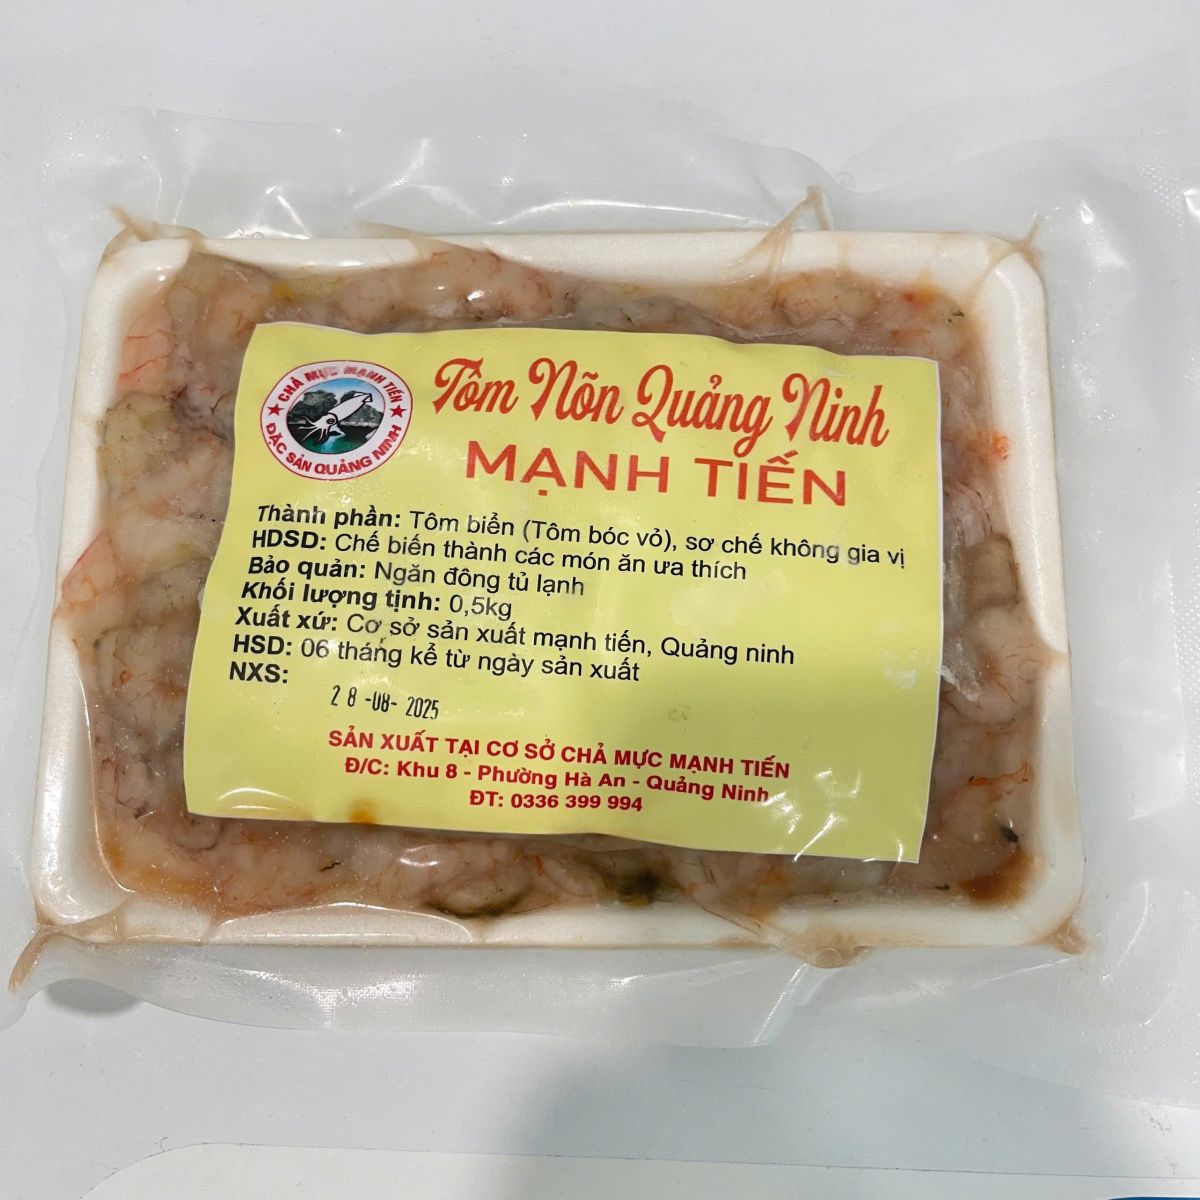 CHẢ MỰC MẠNH TIẾN
ĐẶC SẢN QUẢNG NINH
Tôm Nõn Quảng Ninh
MẠNH TIẾN
Thành phần: Tôm biển (Tôm bóc vỏ), sơ chế không gia vị
HDSD: Chế biến thành các món ăn ưa thích
Bảo quản: Ngăn đông tủ lạnh
Khối lượng tịnh: 0,5kg
Xuất xứ: Cơ sở sản xuất mạnh tiến, Quảng ninh
HSD: 06 tháng kể từ ngày sản xuất
NXS:
28-08-2025
SẢN XUẤT TẠI CƠ SỞ CHẢ MỰC MẠNH TIẾN
Đ/C: Khu 8 - Phường Hà An - Quảng Ninh
ĐT: 0336 399 994